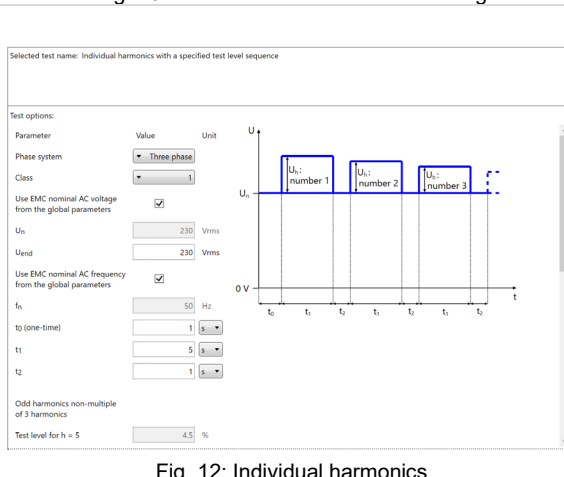 Selected test name: Individual harmonics with a specified test level sequence
Test options:
Parameter Value Unit
Phase system Three phase
Class 1
Use EMC nominal AC voltage
from the global parameters
Un 230 Vrms
Uend 230 Vrms
Use EMC nominal AC frequency
from the global parameters
fn 50 Hz
t0 (one-time) 1 s
t1 5 s
t2 1 s
Odd harmonics non-multiple
of 3 harmonics
Test level for h = 5 4.5 %
U
Uh:
number 1
Uh:
number 2
Uh:
number 3
Un
0 V
t
t0 t1 t2 t1 t2 t1 t2
Fig. 12: Individual harmonics